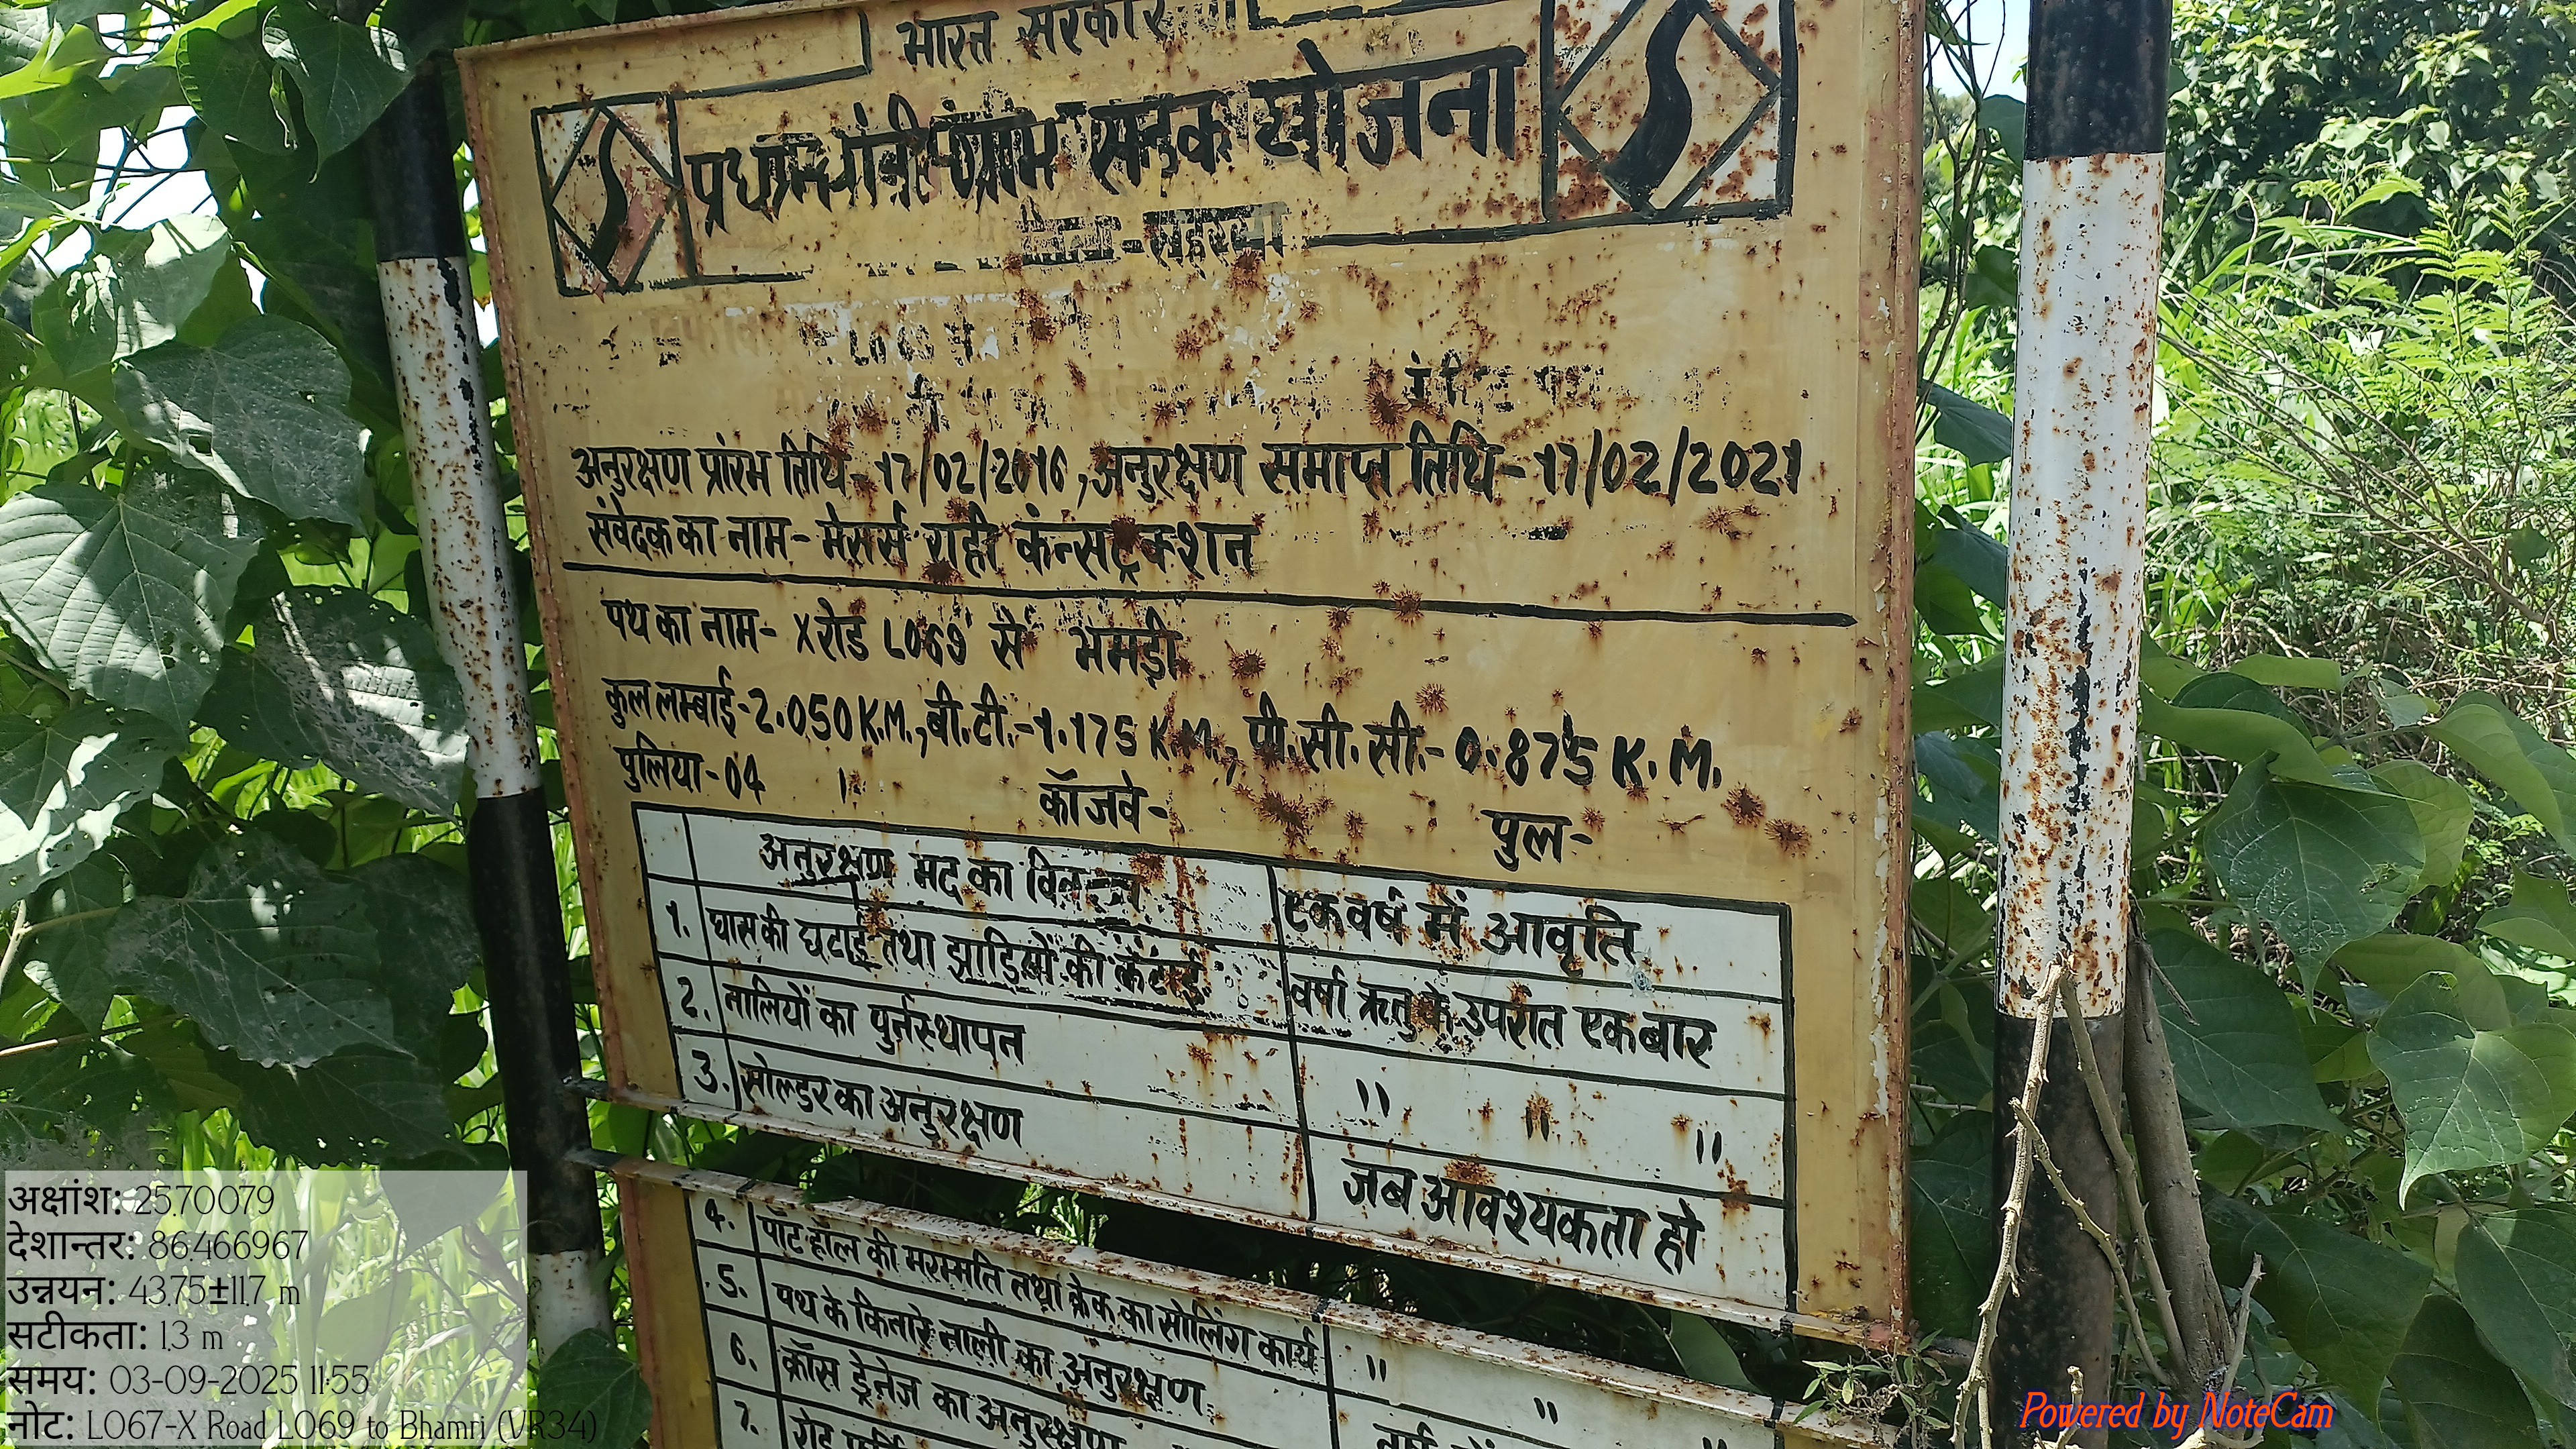 भारत सरकार
प्रधानमंत्री ग्राम सड़क योजना
अनुरक्षण प्रांरभ तिथि-17/02/2016, अनुरक्षण समाप्त तिथि-17/02/2021
संवेदक का नाम- मेसर्स राही कंन्सट्रक्शन
पथ का नाम- X रोड L069 से भमड़ी
कुल लम्बाई-2.050 K.M., बी.टी.-1.175 K.M., पी.सी.सी.- 0.875 K.M.
पुलिया-04 कॉजवे- पुल-
अनुरक्षण मद का एक वर्ष में आवृति
1. घास की छटाई तथा झाड़ियों की कंटाई वर्षा ऋतु के उपरांत एक बार
2. नालियों का पुर्नस्थापन " " "
3. सोल्डर का अनुरक्षण जब आवश्यकता हो
4. पॉट हॉल की मरम्मति तथा क्रेक का सोलिंग कार्य "
5. पथ के किनारे नाली का अनुरक्षण "
6. क्रॉस ड्रेनेज का अनुरक्षण
7. रोड
अक्षांश: 25.70079
देशान्तर: 86.466967
उन्नयन: 43.75±11.7 m
सटीकता: 1.3 m
समय: 03-09-2025 11:55
नोट: L067-X Road L069 to Bhamri (VR34)
Powered by NoteCam